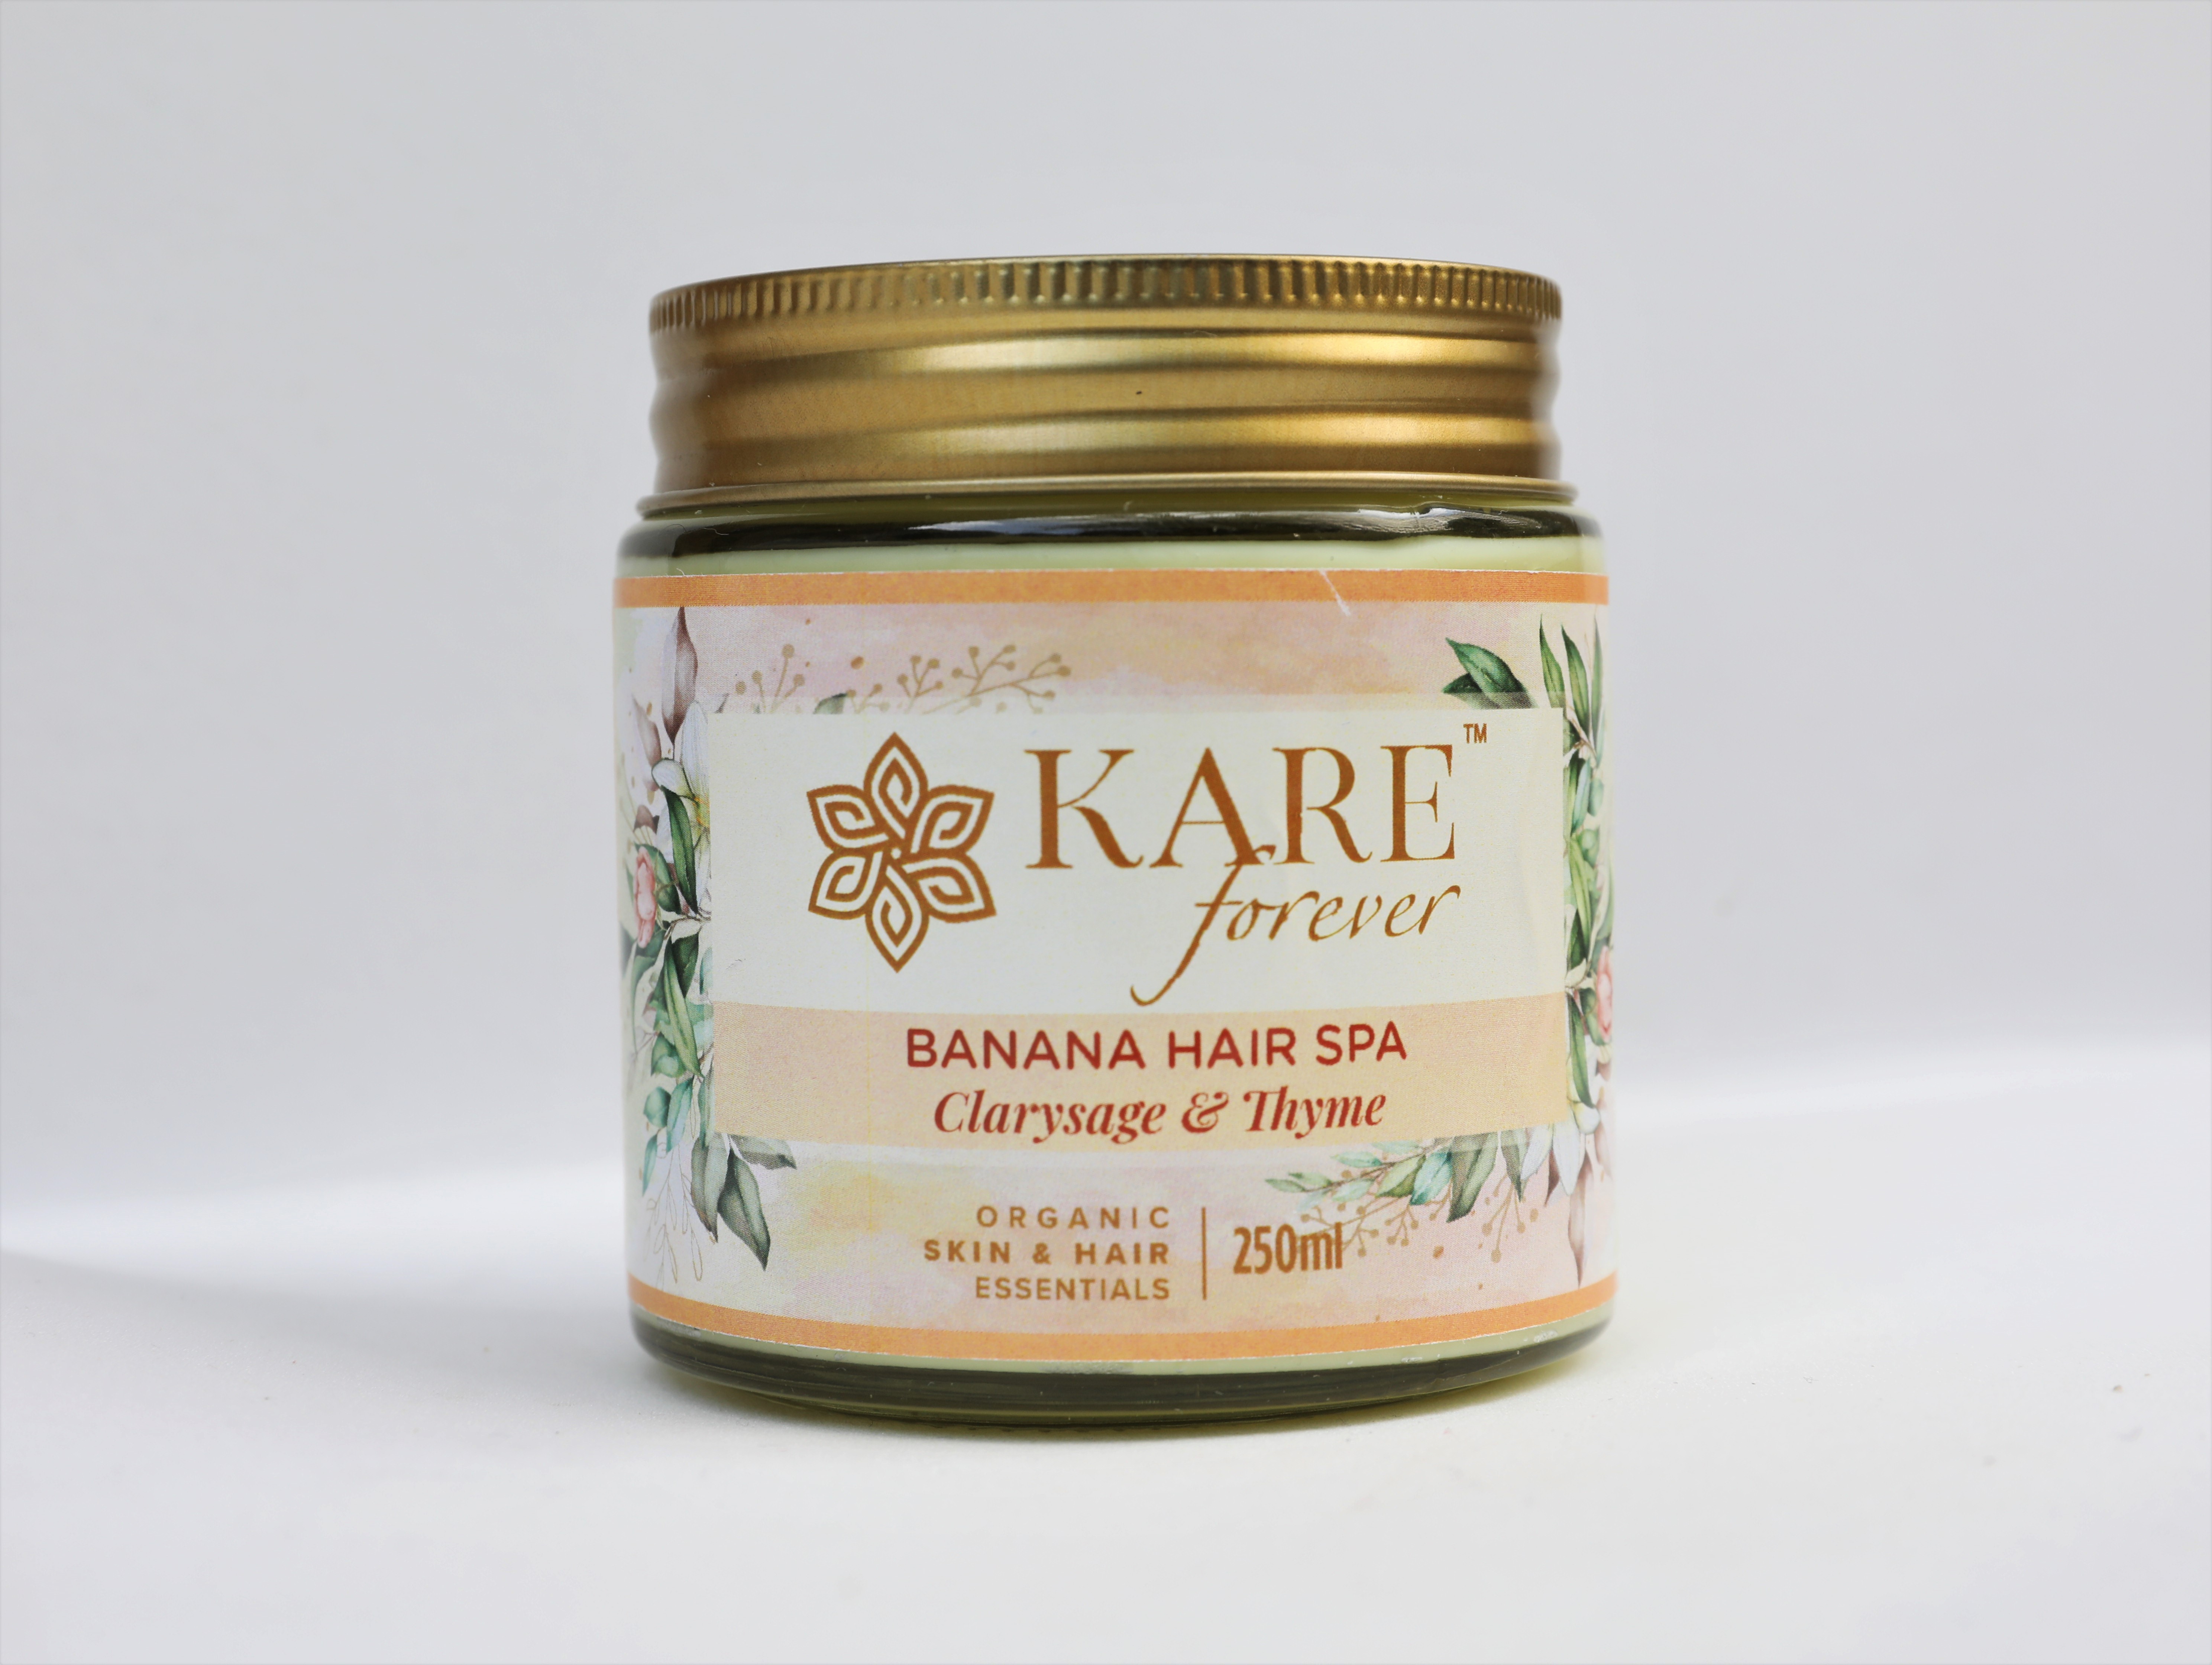 KARE™
forever
BANANA HAIR SPA
Clarysage & Thyme
ORGANIC
SKIN & HAIR
ESSENTIALS
250ml